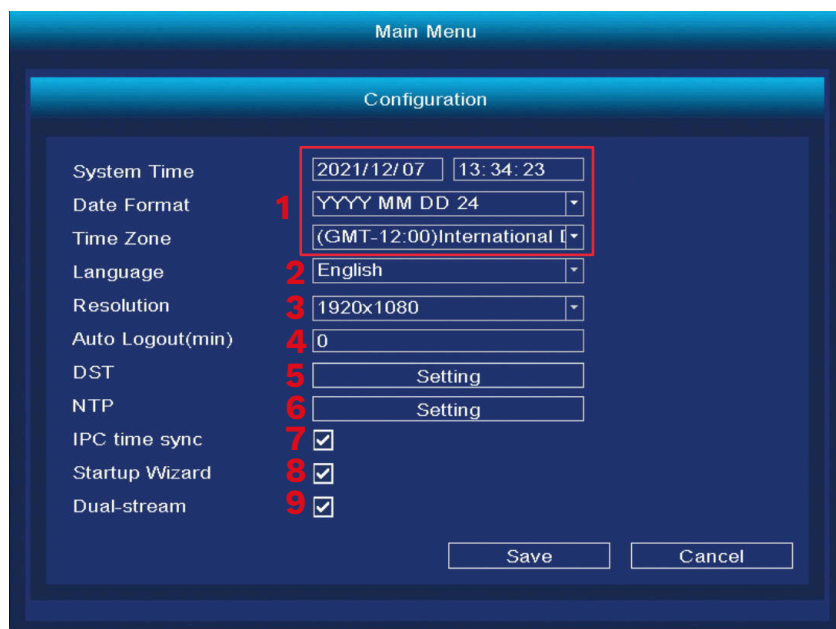 Main Menu
Configuration
System Time 2021/12/07 13:34:23
1 Date Format YYYY MM DD 24
Time Zone (GMT-12:00)International
Language 2 English
Resolution 3 1920x1080
Auto Logout(min) 4 0
DST 5 Setting
NTP 6 Setting
IPC time sync 7
Startup Wizard 8
Dual-stream 9
Save Cancel